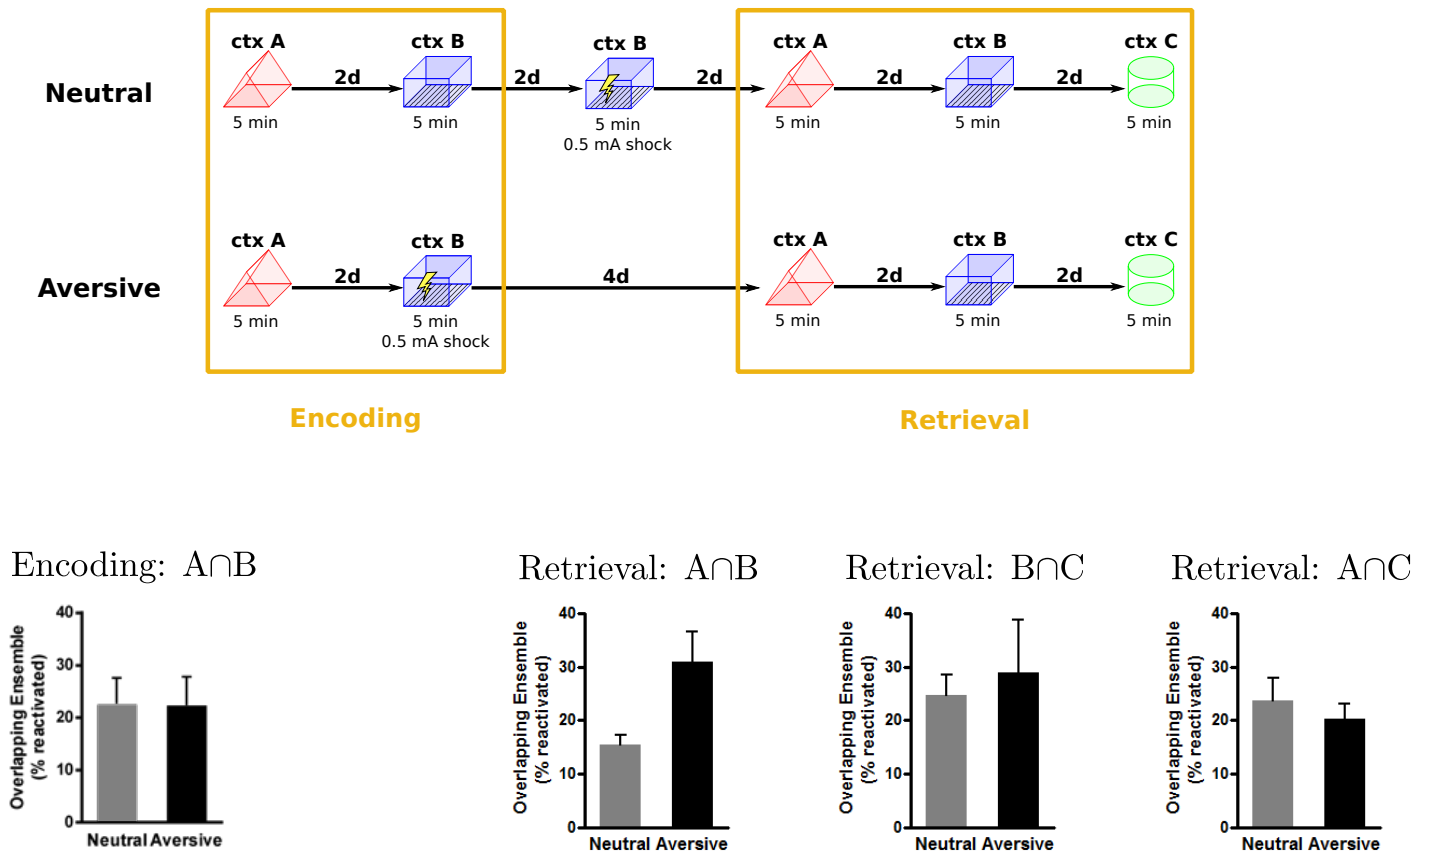 ctx A ctx B ctx B ctx A ctx B ctx C
Neutral 2d 2d 2d 2d 2d
5 min 5 min 5 min 5 min 5 min 5 min
0.5 mA shock
ctx A ctx B ctx A ctx B ctx C
Aversive 2d 4d 2d 2d
5 min 5 min 5 min 5 min 5 min
0.5 mA shock
Encoding Retrieval
Encoding: A∩B
Overlapping Ensemble
(% reactivated)
40
30
20
10
0
Neutral Aversive
Retrieval: A∩B
Overlapping Ensemble
(% reactivated)
40
30
20
10
0
Neutral Aversive
Retrieval: B∩C
Overlapping Ensemble
(% reactivated)
40
30
20
10
0
Neutral Aversive
Retrieval: A∩C
Overlapping Ensemble
(% reactivated)
40
30
20
10
0
Neutral Aversive